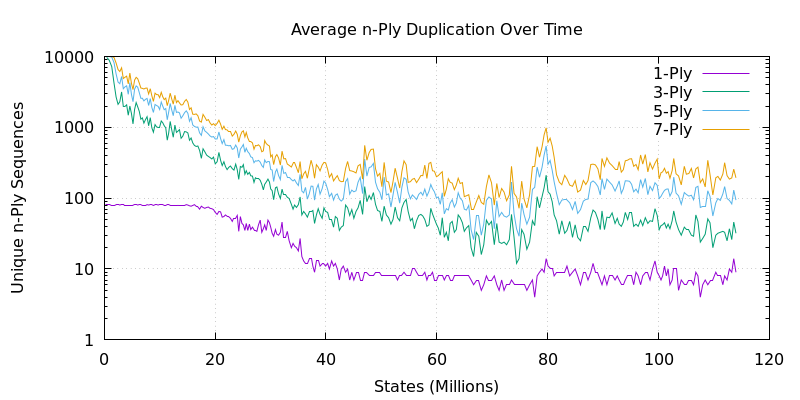 Average n-Ply Duplication Over Time
Unique n-Ply Sequences
10000
1000
100
10
1
1-Ply
3-Ply
5-Ply
7-Ply
0 20 40 60 80 100 120
States (Millions)